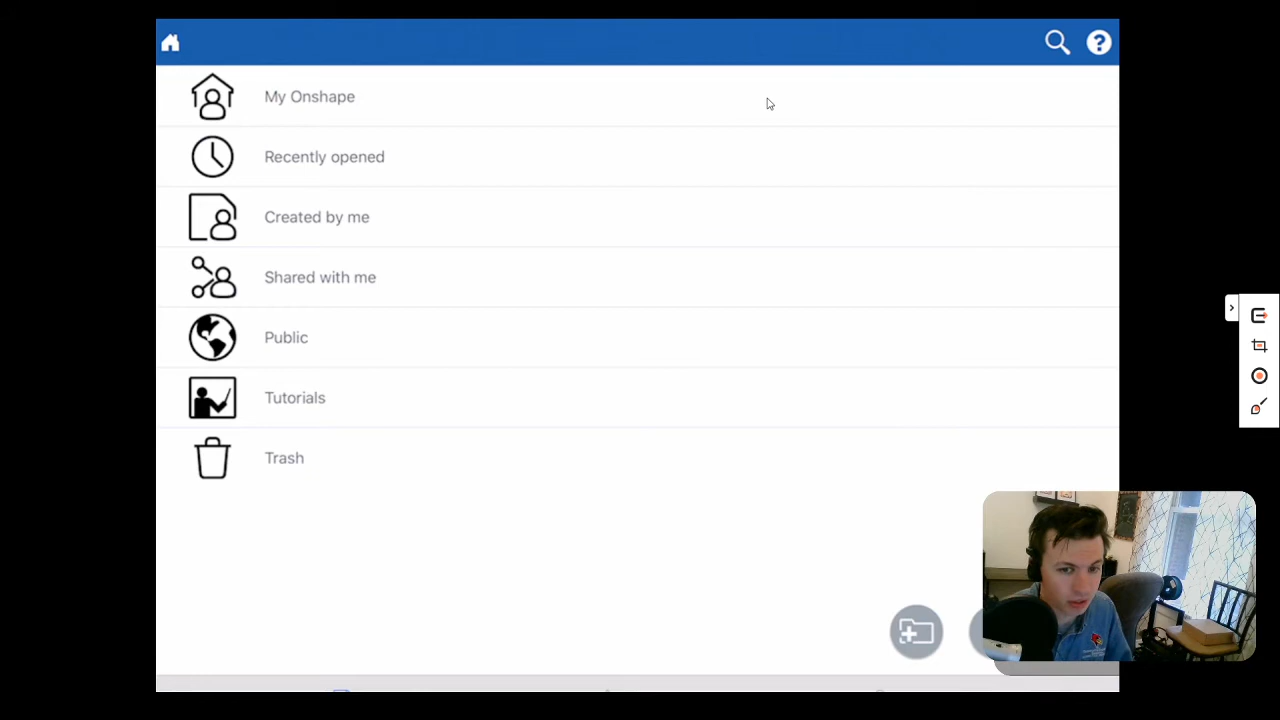 My Onshape
Recently opened
Created by me
Shared with me
Public
Tutorials
Trash